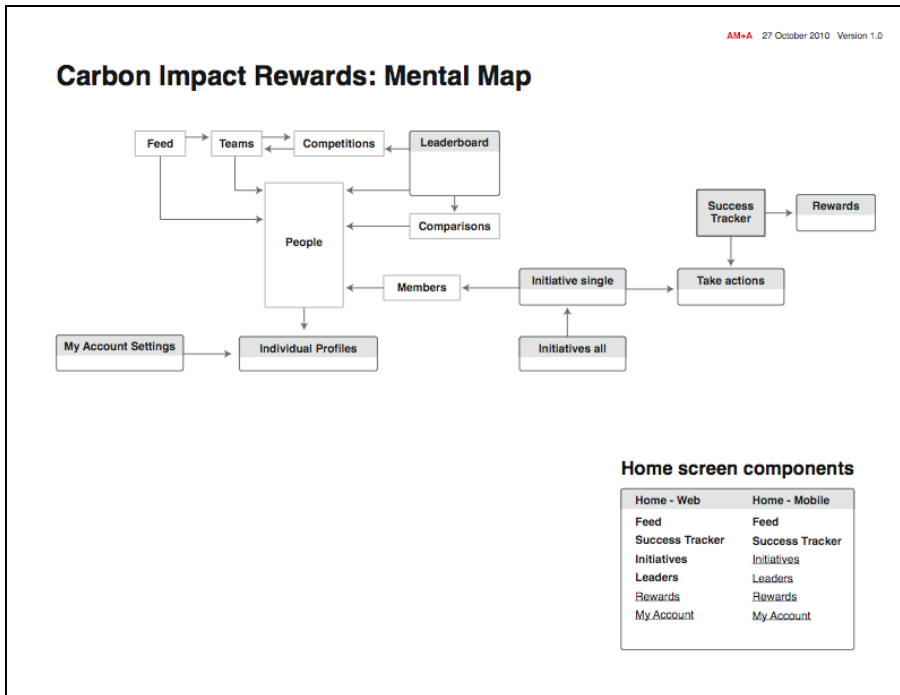 AM+A 27 October 2010 Version 1.0
Carbon Impact Rewards: Mental Map
Feed
Teams
Competitions
Leaderboard
Success
Tracker
Rewards
People
Comparisons
Members
Initiative single
Take actions
My Account Settings
Individual Profiles
Initiatives all
Home screen components
Home - Web
Home - Mobile
Feed
Feed
Success Tracker
Success Tracker
Initiatives
Initiatives
Leaders
Leaders
Rewards
Rewards
My Account
My Account